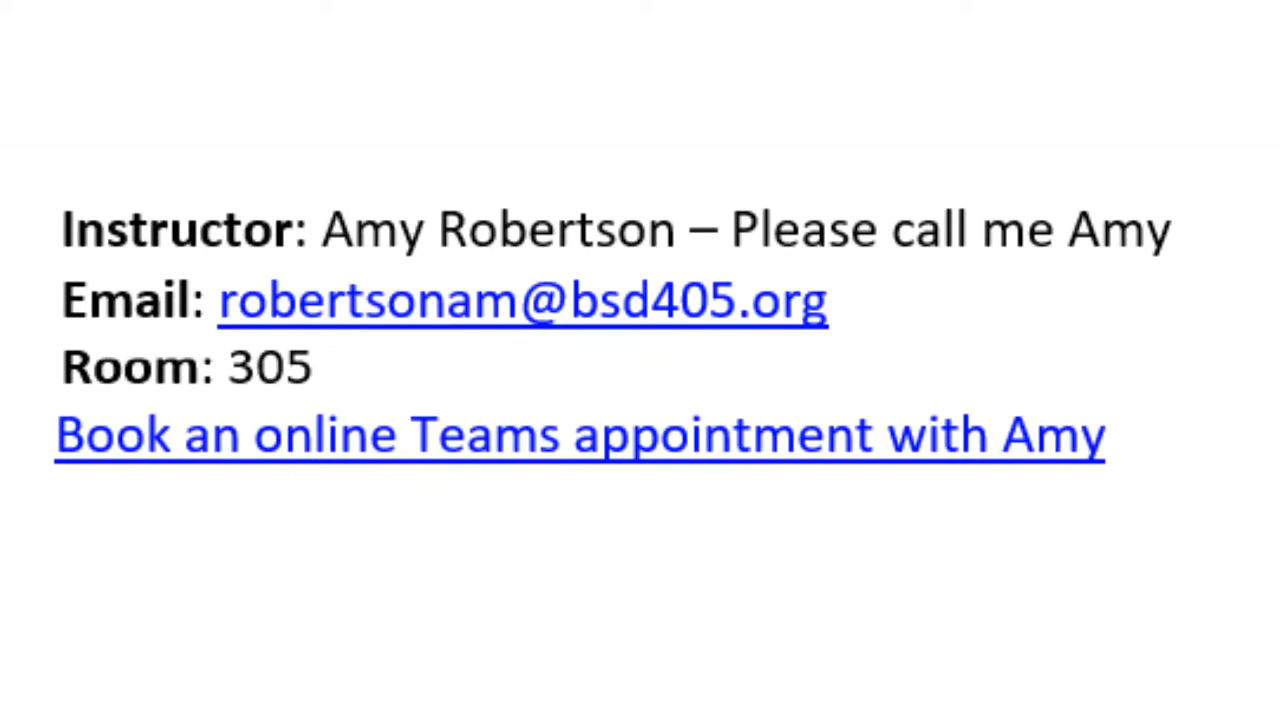 Instructor: Amy Robertson – Please call me Amy
Email: robertsonam@bsd405.org
Room: 305
Book an online Teams appointment with Amy